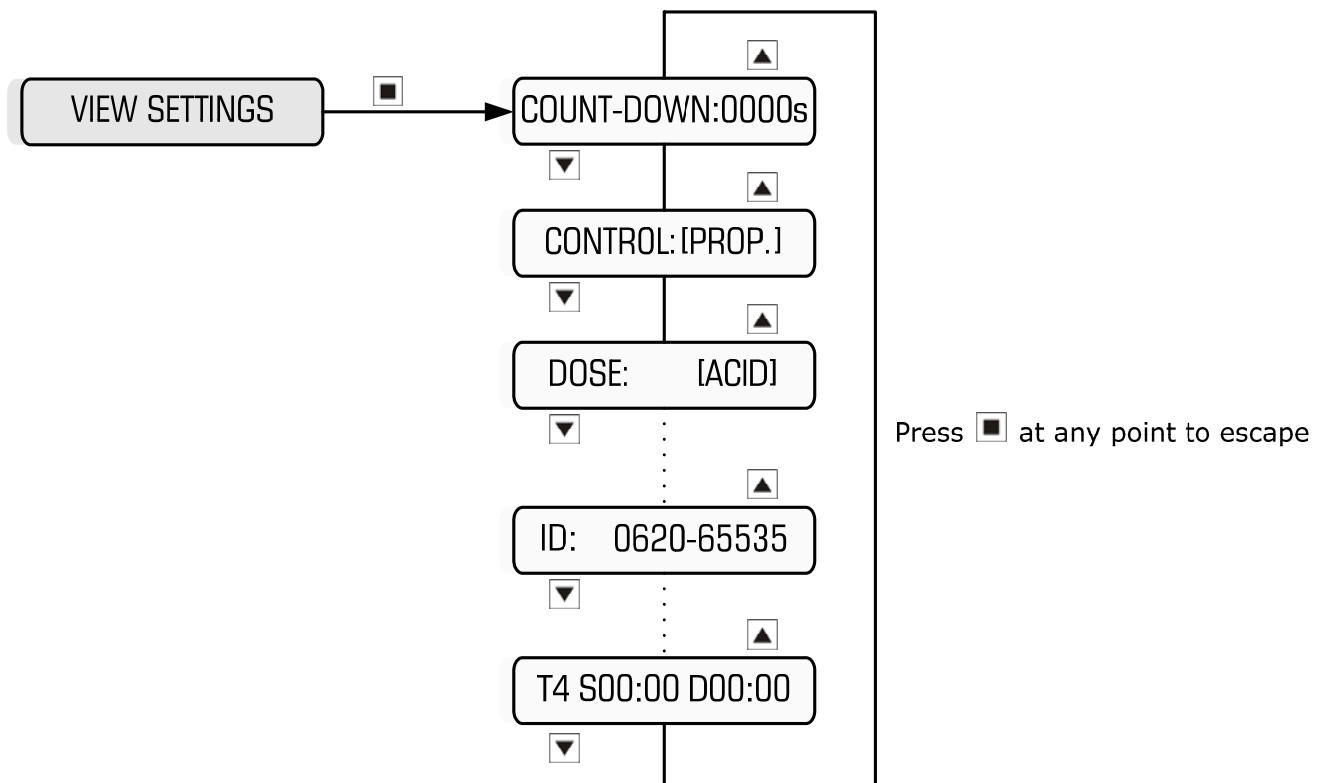 VIEW SETTINGS
COUNT-DOWN:0000s
CONTROL:[PROP.]
DOSE: [ACID]
Press ■ at any point to escape
ID: 0620-65535
T4 S00:00 D00:00